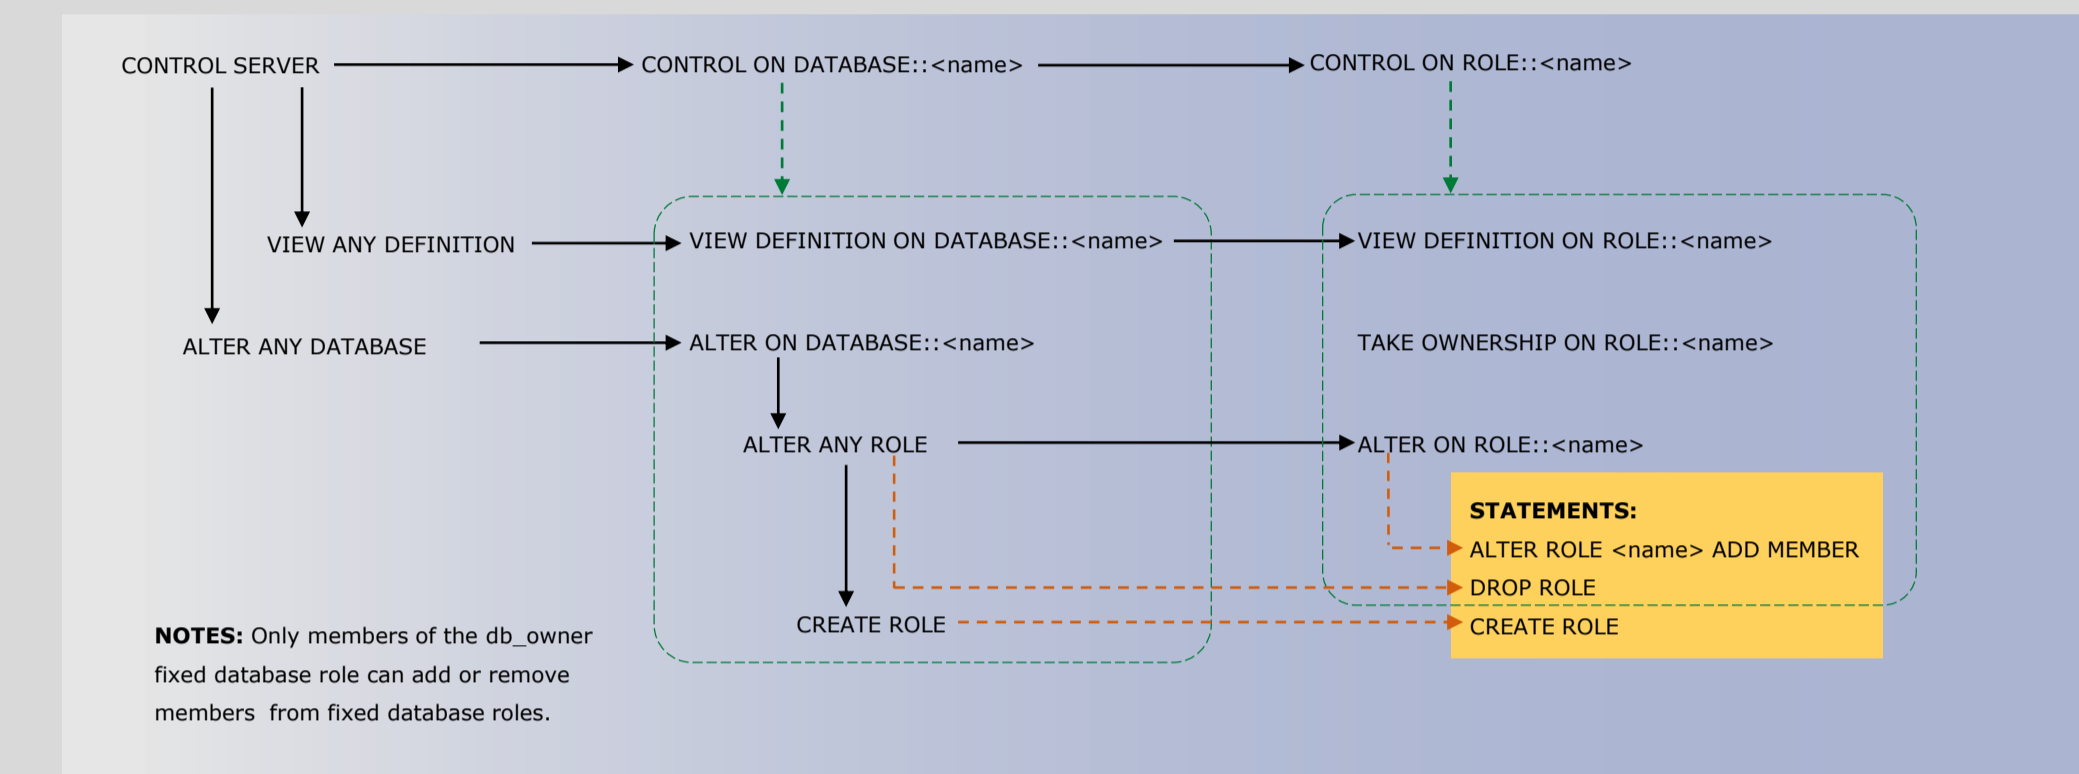 CONTROL SERVER
CONTROL ON DATABASE::<name>
CONTROL ON ROLE::<name>
VIEW ANY DEFINITION
VIEW DEFINITION ON DATABASE::<name>
VIEW DEFINITION ON ROLE::<name>
ALTER ANY DATABASE
ALTER ON DATABASE::<name>
TAKE OWNERSHIP ON ROLE::<name>
ALTER ANY ROLE
ALTER ON ROLE::<name>
STATEMENTS:
ALTER ROLE <name> ADD MEMBER
DROP ROLE
CREATE ROLE
CREATE ROLE
NOTES: Only members of the db_owner
fixed database role can add or remove
members  from fixed database roles.